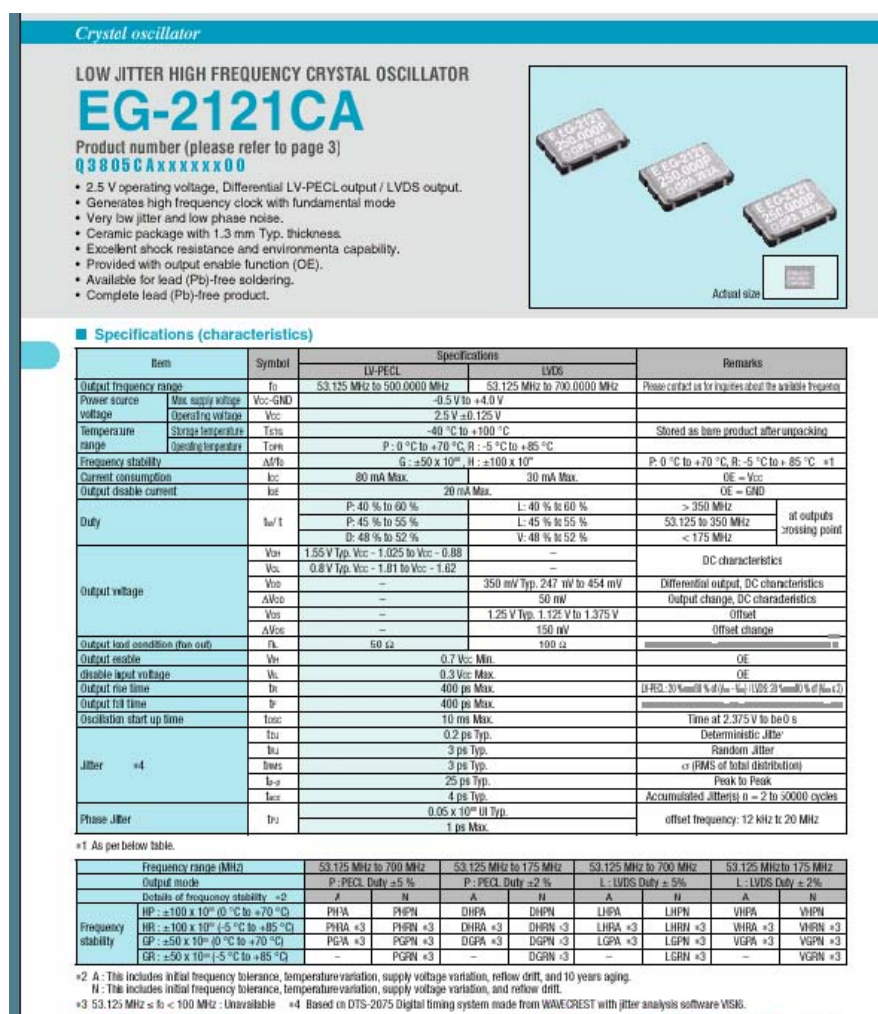 Crystal oscillator
LOW JITTER HIGH FREQUENCY CRYSTAL OSCILLATOR
EG-2121CA
Product number (please refer to page 3)
Q3805CAxxxxxx00
• 2.5 V operating voltage, Differential LV-PECL output / LVDS output.
• Generates high frequency clock with fundamental mode
• Very low jitter and low phase noise.
• Ceramic package with 1.3 mm Typ. thickness.
• Excellent shock resistance and environmenta capability.
• Provided with output enable function (OE).
• Available for lead (Pb)-free soldering.
• Complete lead (Pb)-free product.
E EG-2121
250.000P
E EG-2121
250.000P
E EG-2121
250.000P
Actual size
■ Specifications (characteristics)
Item Symbol Specifications Remarks
LV-PECL LVDS
Output frequency range fo 53.125 MHz to 500.0000 MHz 53.125 MHz to 700.0000 MHz Please contact us for inquiries about the available frequency
Power source voltage Max. supply voltage Vcc-GND -0.5 V to +4.0 V
Operating voltage Vcc 2.5 V ±0.125 V
Temperature range Storage temperature TSTG -40 °C to +100 °C Stored as bare product after unpacking
Operating temperature TOPR P : 0 °C to +70 °C, R : -5 °C to +85 °C
Frequency stability Δf/fo G : ±50 x 10 , H : ±100 x 10 P: 0 °C to +70 °C, R: -5 °C to + 85 °C *1
Current consumption Icc 80 mA Max. 30 mA Max. OE = Vcc
Output disable current IOE 20 mA Max. OE = GND
Duty tw/ t P: 40 % to 60 % L: 40 % to 60 % > 350 MHz at outputs crossing point
P: 45 % to 55 % L: 45 % to 55 % 53.125 to 350 MHz
D: 48 % to 52 % V: 48 % to 52 % < 175 MHz
Output voltage VOH 1.55 V Typ. Vcc - 1.025 to Vcc - 0.88 – DC characteristics
VOL 0.8 V Typ. Vcc - 1.81 to Vcc - 1.62 –
VOD – 350 mV Typ. 247 mV to 454 mV Differential output, DC characteristics
ΔVOD – 50 mV Output change, DC characteristics
VOS – 1.25 V Typ. 1.125 V to 1.375 V Offset
ΔVOS – 150 mV Offset change
Output load condition (fan out) RL 50 Ω 100 Ω
Output enable VIH 0.7 Vcc Min. OE
disable input voltage VIL 0.3 Vcc Max. OE
Output rise time tR 400 ps Max.
Output fall time tF 400 ps Max.
Oscillation start up time tosc 10 ms Max. Time at 2.375 V to be 0 s
Jitter *4 tDJ 0.2 ps Typ. Deterministic Jitter
tRJ 3 ps Typ. Random Jitter
tRMS 3 ps Typ. σ (RMS of total distribution)
tp-p 25 ps Typ. Peak to Peak
tacc 4 ps Typ. Accumulated Jitter(s) n = 2 to 50000 cycles
Phase Jitter tPJ 0.05 x 10 UI Typ. offset frequency: 12 kHz to 20 MHz
1 ps Max.
*1 As per below table.
Frequency range (MHz) 53.125 MHz to 700 MHz 53.125 MHz to 175 MHz 53.125 MHz to 700 MHz 53.125 MHz to 175 MHz
Output mode P : PECL Duty ±5 % P : PECL Duty ±2 % L : LVDS Duty ± 5% L : LVDS Duty ± 2%
Details of frequency stability *2 A N A N A N A N
Frequency stability HP : ±100 x 10 (0 °C to +70 °C) PHPA PHPN DHPA DHPN LHPA LHPN VHPA VHPN
HR : ±100 x 10 (-5 °C to +85 °C) PHRA *3 PHRN *3 DHRA *3 DHRN *3 LHRA *3 LHRN *3 VHRA *3 VHRN *3
GP : ±50 x 10 (0 °C to +70 °C) PGPA *3 PGPN *3 DGPA *3 DGPN *3 LGPA *3 LGPN *3 VGPA *3 VGPN *3
GR : ±50 x 10 (-5 °C to +85 °C) – PGRN *3 – DGRN *3 – LGRN *3 – VGRN *3
*2 A : This includes initial frequency tolerance, temperature variation, supply voltage variation, reflow drift, and 10 years aging.
N : This includes initial frequency tolerance, temperature variation, supply voltage variation, and reflow drift.
*3 53.125 MHz ≤ fo < 100 MHz : Unavailable *4 Based on DTS-2075 Digital timing system made from WAVECREST with jitter analysis software VISI6.